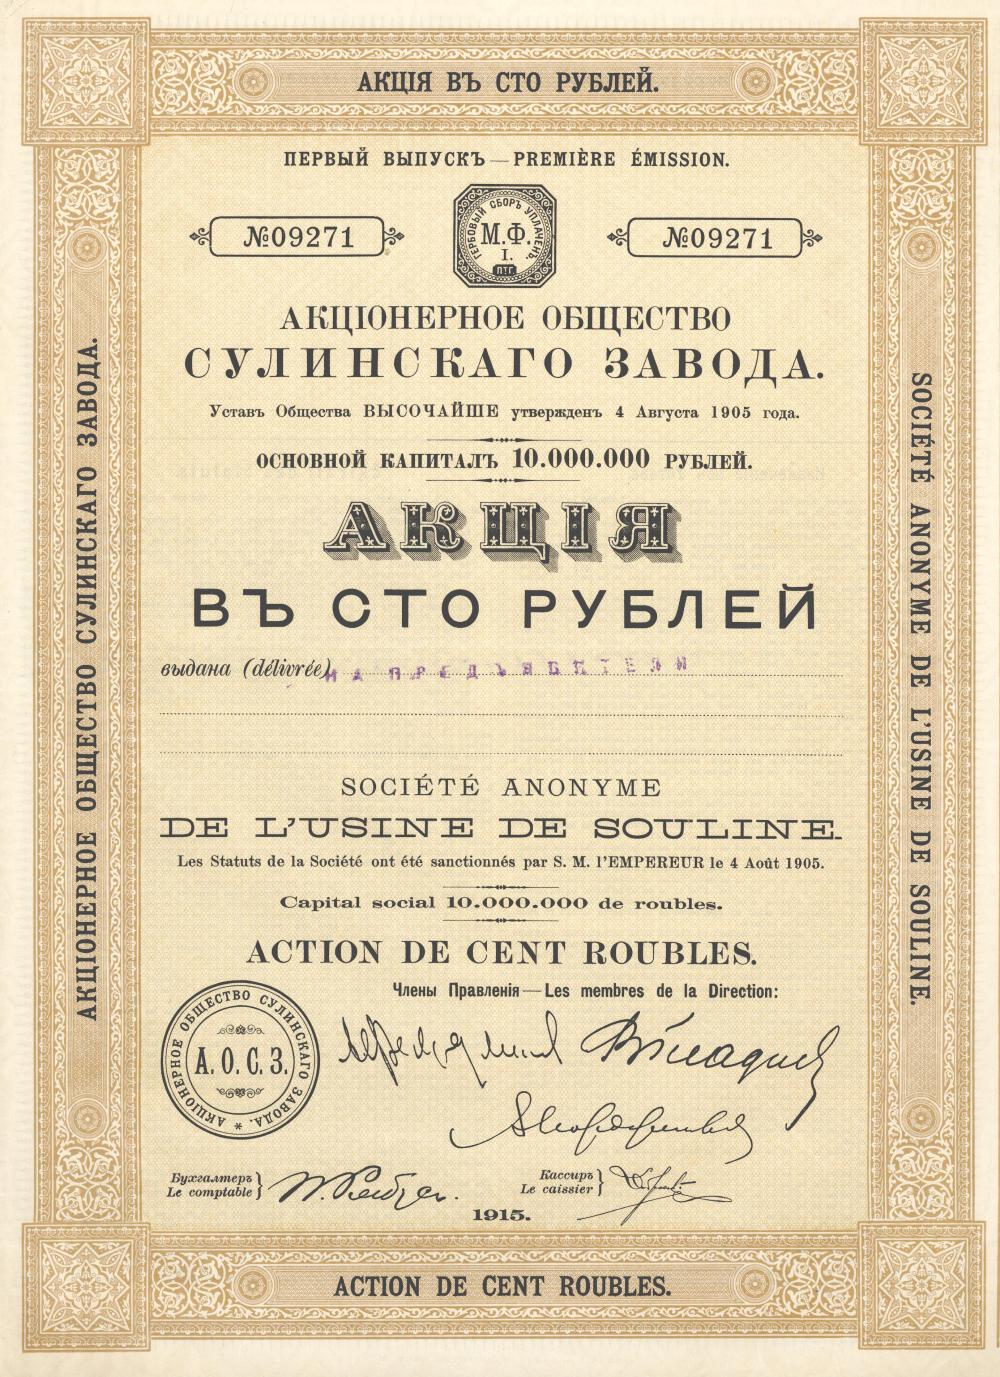 АКЦІЯ ВЪ СТО РУБЛЕЙ.
ПЕРВЫЙ ВЫПУСКЪ — PREMIÈRE ÉMISSION.
№09271
ГЕРБОВЫЙ СБОРЪ УПЛАЧЕНЪ.
М.Ф.
I.
ПТГ
№09271
АКЦІОНЕРНОЕ ОБЩЕСТВО
СУЛИНСКАГО ЗАВОДА.
Уставъ Общества ВЫСОЧАЙШЕ утвержденъ 4 Августа 1905 года.
ОСНОВНОЙ КАПИТАЛЪ 10.000.000 РУБЛЕЙ.
АКЦІЯ
ВЪ СТО РУБЛЕЙ
выдана (délivrée) НА ПРЕДЪЯВИТЕЛЯ
SOCIÉTÉ ANONYME
DE L'USINE DE SOULINE.
Les Statuts de la Société ont été sanctionnés par S. M. l'EMPEREUR le 4 Août 1905.
Capital social 10.000.000 de roubles.
ACTION DE CENT ROUBLES.
Члены Правленія — Les membres de la Direction:
АКЦІОНЕРНОЕ ОБЩЕСТВО СУЛИНСКАГО ЗАВОДА.
А. О. С. З.
Бухгалтеръ
Le comptable
Кассиръ
Le caissier
1915.
ACTION DE CENT ROUBLES.
АКЦІОНЕРНОЕ ОБЩЕСТВО СУЛИНСКАГО ЗАВОДА.
SOCIÉTÉ ANONYME DE L'USINE DE SOULINE.